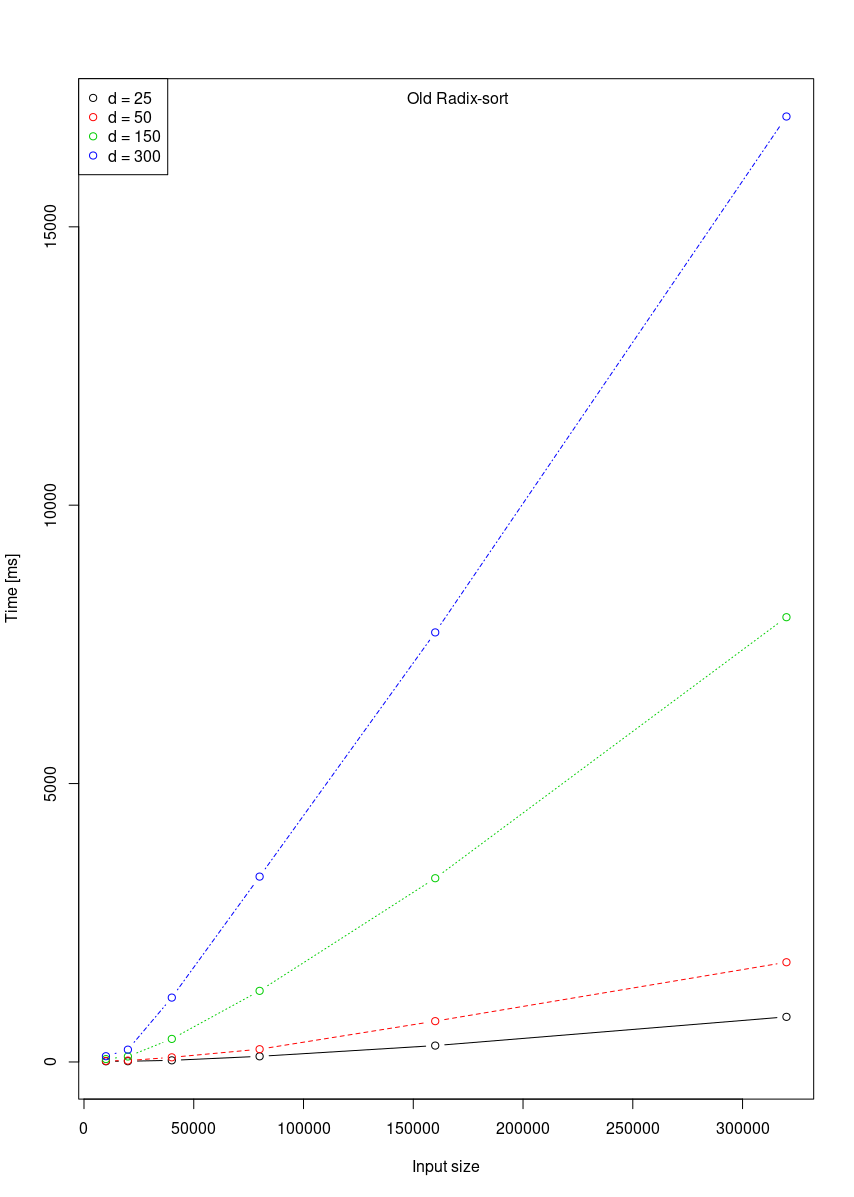 Old Radix-sort
d = 25
d = 50
d = 150
d = 300
Time [ms]
15000
10000
5000
0
0 50000 100000 150000 200000 250000 300000
Input size